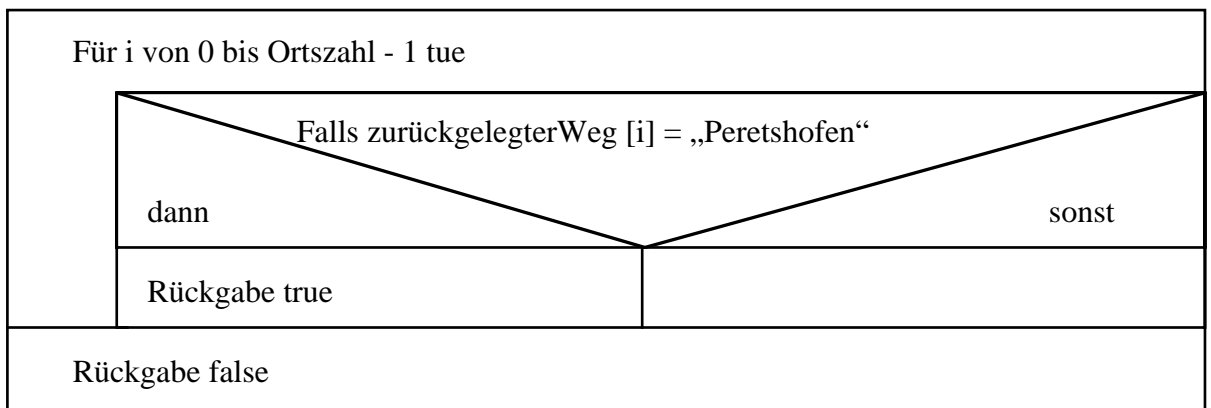 Für i von 0 bis Ortszahl - 1 tue
Falls zurückgelegterWeg [i] = „Peretshofen“
dann
sonst
Rückgabe true
Rückgabe false